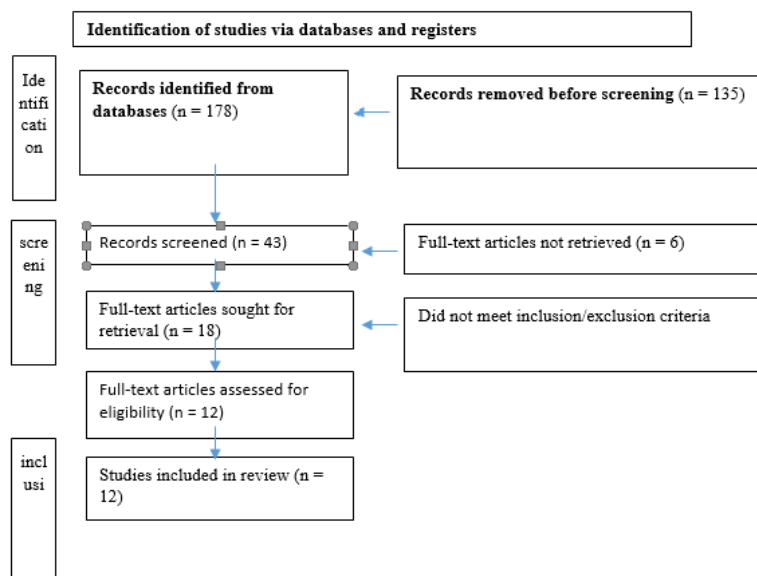 Identification of studies via databases and registers
Ide
ntifi
cati
on
Records identified from
databases (n = 178)
Records removed before screening (n = 135)
scre
eni
ng
Records screened (n = 43)
Full-text articles not retrieved (n = 6)
Full-text articles sought for
retrieval (n = 18)
Did not meet inclusion/exclusion criteria
Full-text articles assessed for
eligibility (n = 12)
incl
usi
Studies included in review (n =
12)